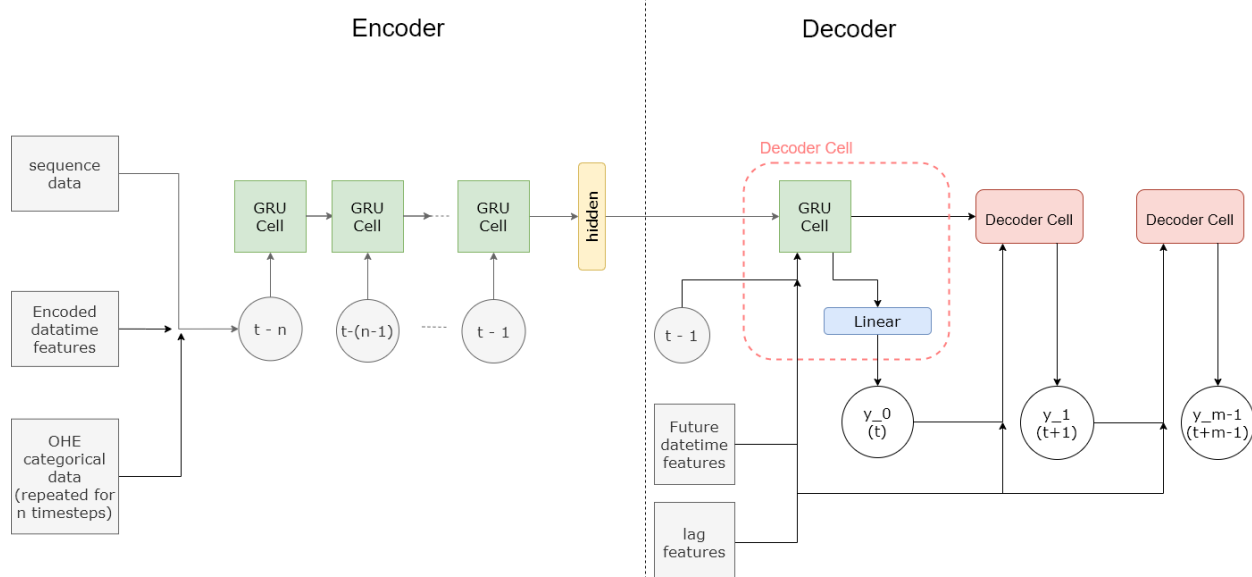 Encoder
Decoder
sequence
data
Encoded
datatime
features
OHE
categorical
data
(repeated for
n timesteps)
GRU
Cell
GRU
Cell
GRU
Cell
t - n
t-(n-1)
t - 1
hidden
Decoder Cell
GRU
Cell
Linear
t - 1
Future
datetime
features
lag
features
y_0
(t)
Decoder Cell
y_1
(t+1)
Decoder Cell
y_m-1
(t+m-1)